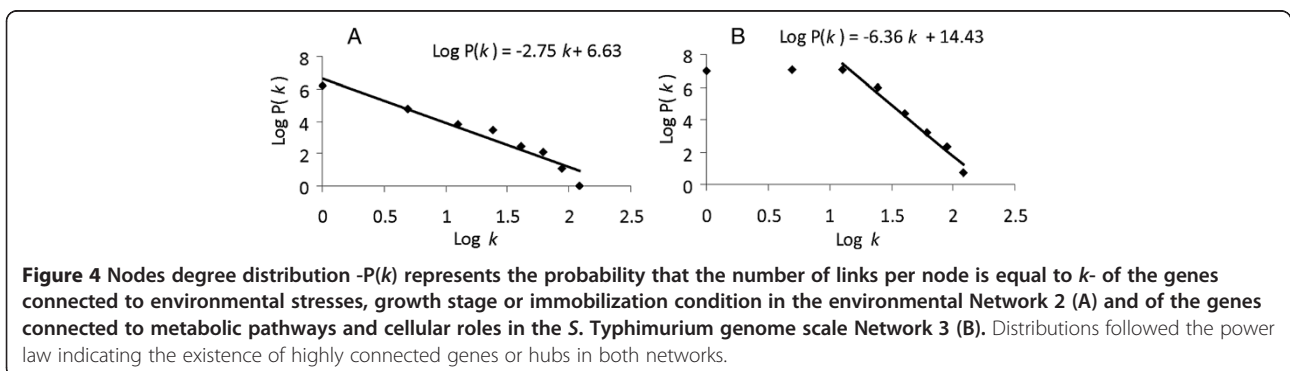 A
Log P(k) = -2.75 k+ 6.63
8
6
4
2
0
Log P( k )
0 0.5 1 1.5 2 2.5
Log k
B
Log P(k) = -6.36 k + 14.43
8
6
4
2
0
Log P( k )
0 0.5 1 1.5 2 2.5
Log k
Figure 4 Nodes degree distribution -P(k) represents the probability that the number of links per node is equal to k- of the genes
connected to environmental stresses, growth stage or immobilization condition in the environmental Network 2 (A) and of the genes
connected to metabolic pathways and cellular roles in the S. Typhimurium genome scale Network 3 (B). Distributions followed the power
law indicating the existence of highly connected genes or hubs in both networks.